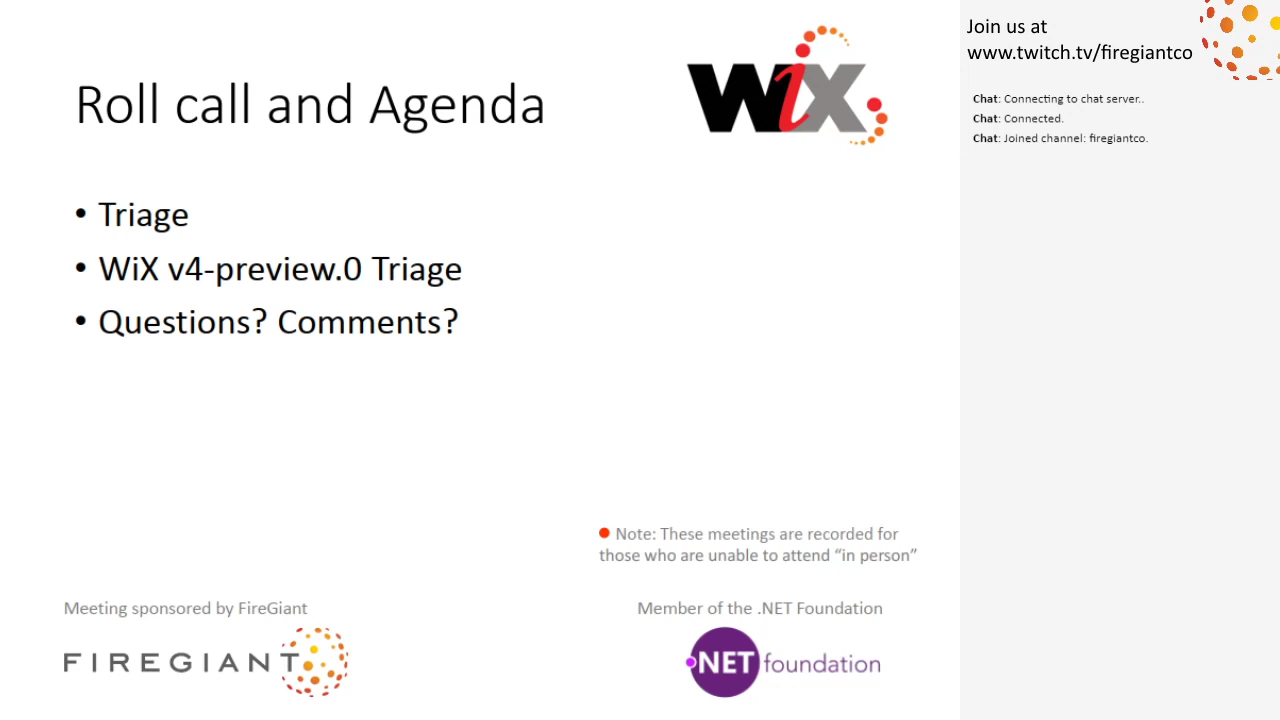 Roll call and Agenda
WiX
• Triage
• WiX v4-preview.0 Triage
• Questions? Comments?
Note: These meetings are recorded for
those who are unable to attend “in person”
Meeting sponsored by FireGiant
FIREGIANT
Member of the .NET Foundation
.NET foundation
Join us at
www.twitch.tv/firegiantco
Chat: Connecting to chat server..
Chat: Connected.
Chat: Joined channel: firegiantco.